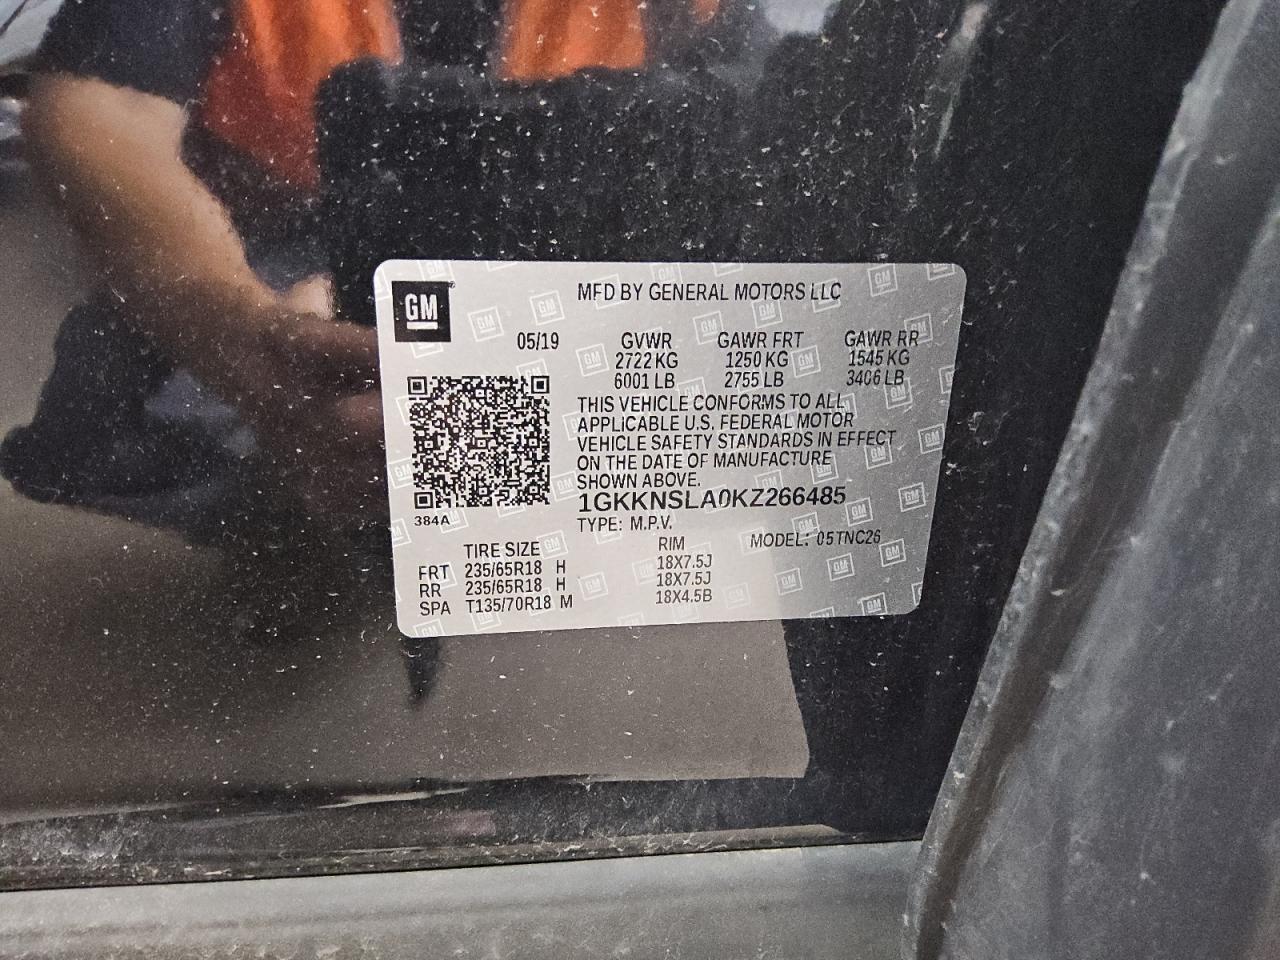 GM
MFD BY GENERAL MOTORS LLC
05/19 GVWR GAWR FRT GAWR RR
2722 KG 1250 KG 1545 KG
6001 LB 2755 LB 3406 LB
THIS VEHICLE CONFORMS TO ALL
APPLICABLE U.S. FEDERAL MOTOR
VEHICLE SAFETY STANDARDS IN EFFECT
ON THE DATE OF MANUFACTURE
SHOWN ABOVE.
1GKKNSLA0KZ266485
384A
TYPE: M.P.V. MODEL: 05TNC26
TIRE SIZE RIM
FRT 235/65R18 H 18X7.5J
RR 235/65R18 H 18X7.5J
SPA T135/70R18 M 18X4.5B